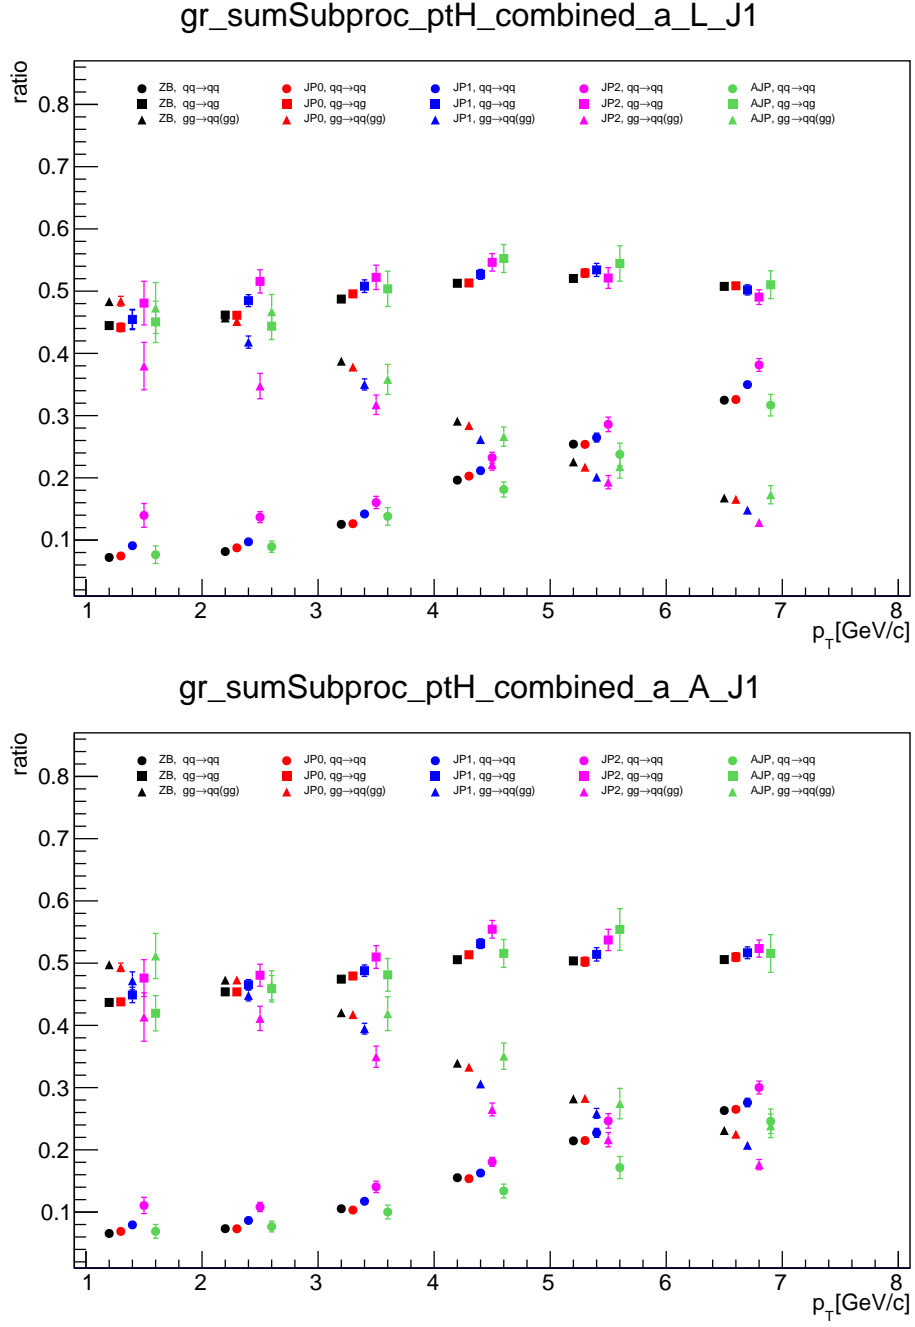 gr_sumSubproc_ptH_combined_a_L_J1
ratio
ZB, qq→qq JP0, qq→qq JP1, qq→qq JP2, qq→qq AJP, qq→qq
ZB, qg→qg JP0, qg→qg JP1, qg→qg JP2, qg→qg AJP, qg→qg
ZB, gg→qq(gg) JP0, gg→qq(gg) JP1, gg→qq(gg) JP2, gg→qq(gg) AJP, gg→qq(gg)
0.8
0.7
0.6
0.5
0.4
0.3
0.2
0.1
1 2 3 4 5 6 7 8
p_T[GeV/c]
gr_sumSubproc_ptH_combined_a_A_J1
ratio
ZB, qq→qq JP0, qq→qq JP1, qq→qq JP2, qq→qq AJP, qq→qq
ZB, qg→qg JP0, qg→qg JP1, qg→qg JP2, qg→qg AJP, qg→qg
ZB, gg→qq(gg) JP0, gg→qq(gg) JP1, gg→qq(gg) JP2, gg→qq(gg) AJP, gg→qq(gg)
0.8
0.7
0.6
0.5
0.4
0.3
0.2
0.1
1 2 3 4 5 6 7 8
p_T[GeV/c]